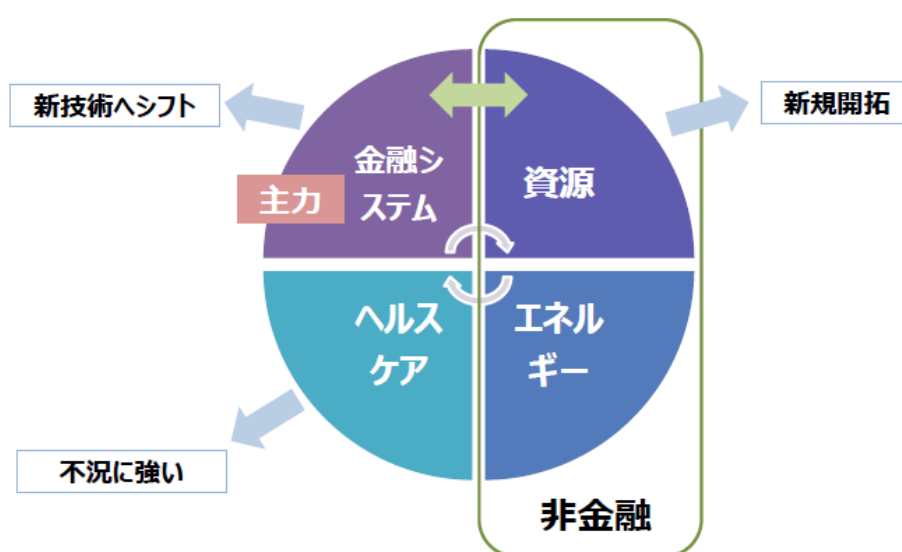 新技術へシフト
新規開拓
金融シ
ステム
主力
資源
ヘルス
ケア
エネル
ギー
不況に強い
非金融